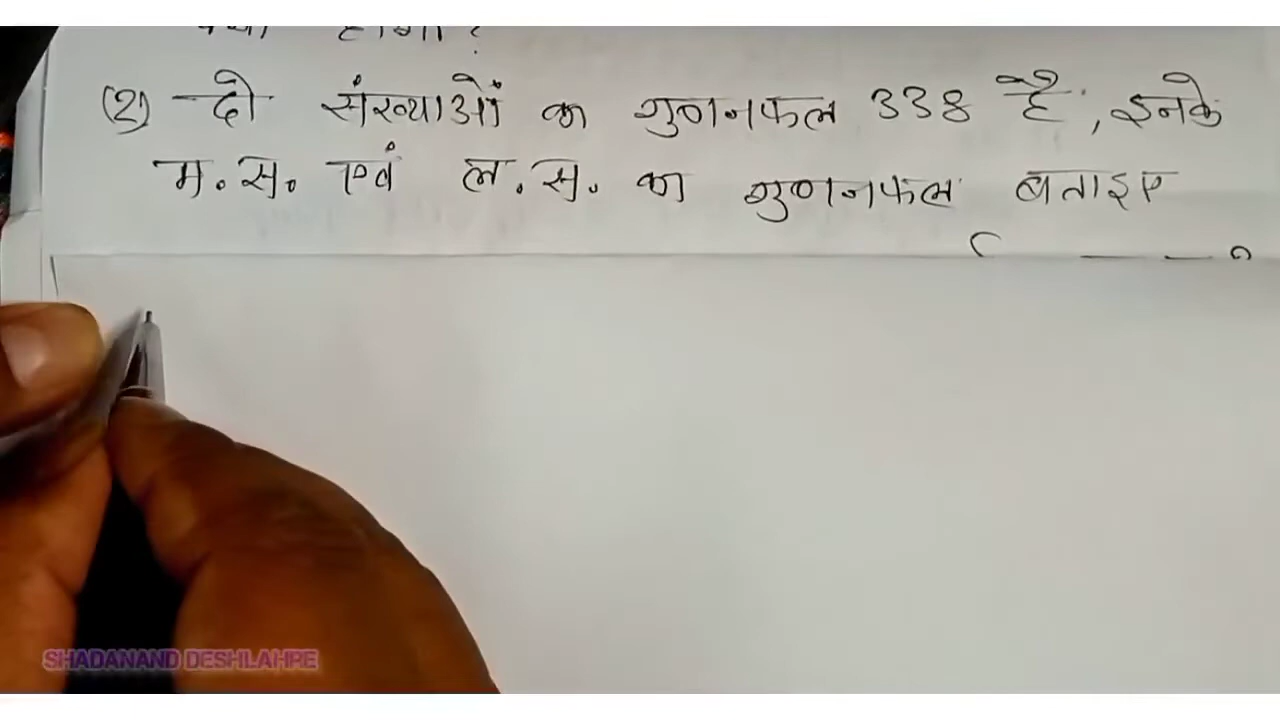 (2) दो संख्याओं का गुणनफल 338 है, इनके
म.स. एवं ल.स. का गुणनफल बताइए
SHADANAND DESHLAHRE